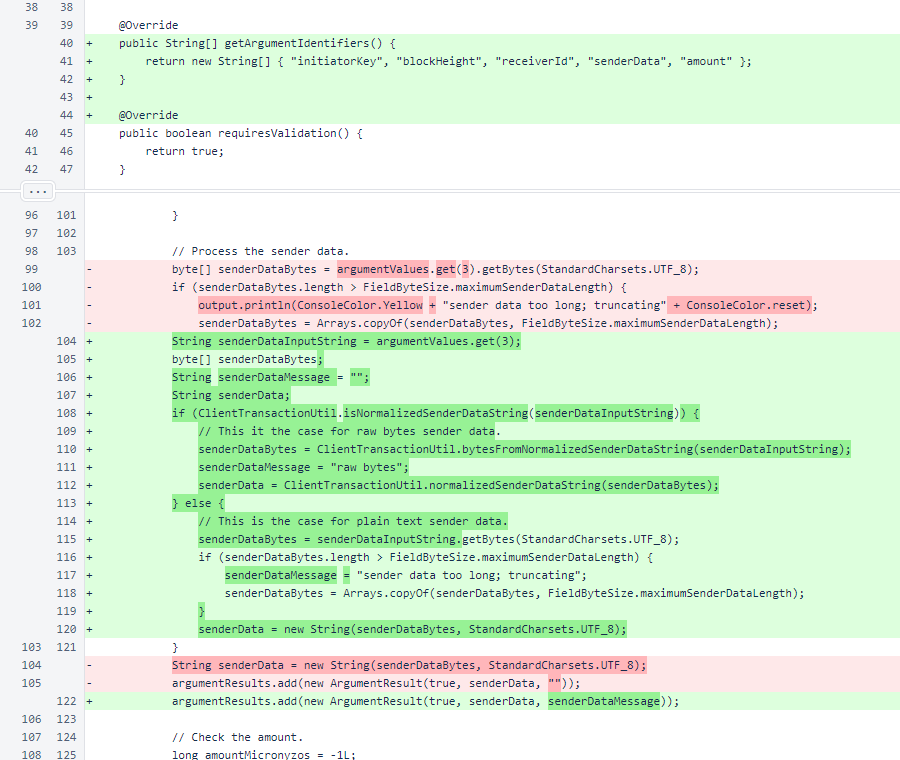 38 38
39 39 @Override
40 + public String[] getArgumentIdentifiers() {
41 + return new String[] { "initiatorKey", "blockHeight", "receiverId", "senderData", "amount" };
42 + }
43 +
44 + @Override
40 45 public boolean requiresValidation() {
41 46 return true;
42 47 }
...
96 101 }
97 102
98 103 // Process the sender data.
99 - byte[] senderDataBytes = argumentValues.get(3).getBytes(StandardCharsets.UTF_8);
100 - if (senderDataBytes.length > FieldByteSize.maximumSenderDataLength) {
101 - output.println(ConsoleColor.Yellow + "sender data too long; truncating" + ConsoleColor.reset);
102 - senderDataBytes = Arrays.copyOf(senderDataBytes, FieldByteSize.maximumSenderDataLength);
104 + String senderDataInputString = argumentValues.get(3);
105 + byte[] senderDataBytes;
106 + String senderDataMessage = "";
107 + String senderData;
108 + if (ClientTransactionUtil.isNormalizedSenderDataString(senderDataInputString)) {
109 + // This it the case for raw bytes sender data.
110 + senderDataBytes = ClientTransactionUtil.bytesFromNormalizedSenderDataString(senderDataInputString);
111 + senderDataMessage = "raw bytes";
112 + senderData = ClientTransactionUtil.normalizedSenderDataString(senderDataBytes);
113 + } else {
114 + // This is the case for plain text sender data.
115 + senderDataBytes = senderDataInputString.getBytes(StandardCharsets.UTF_8);
116 + if (senderDataBytes.length > FieldByteSize.maximumSenderDataLength) {
117 + senderDataMessage = "sender data too long; truncating";
118 + senderDataBytes = Arrays.copyOf(senderDataBytes, FieldByteSize.maximumSenderDataLength);
119 + }
120 + senderData = new String(senderDataBytes, StandardCharsets.UTF_8);
103 121 }
104 - String senderData = new String(senderDataBytes, StandardCharsets.UTF_8);
105 - argumentResults.add(new ArgumentResult(true, senderData, ""));
122 + argumentResults.add(new ArgumentResult(true, senderData, senderDataMessage));
106 123
107 124 // Check the amount.
108 125 long amountMicronyzos = -1L;